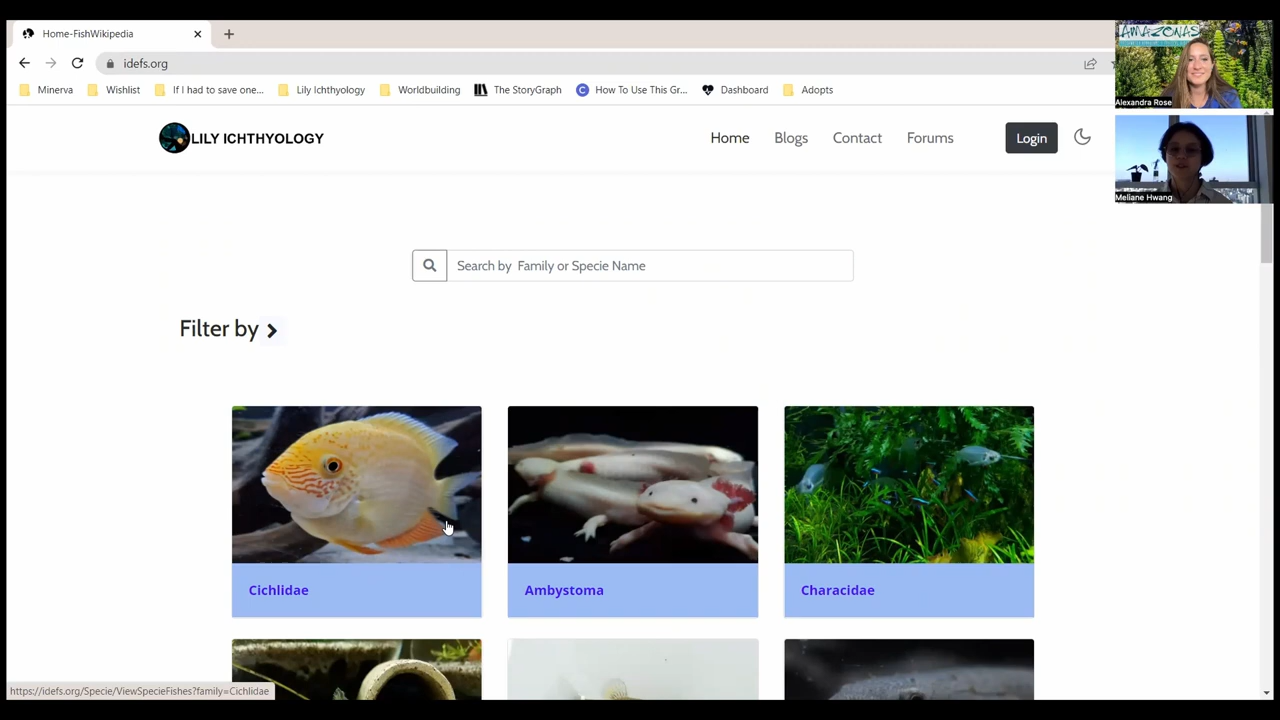 Home-FishWikipedia
idefs.org
Minerva
Wishlist
If I had to save one...
Lily Ichthyology
Worldbuilding
The StoryGraph
How To Use This Gr...
Dashboard
Adopts
AMAZONAS
Alexandra Rose
Meliane Hwang
LILY ICHTHYOLOGY
Home
Blogs
Contact
Forums
Login
Search by Family or Specie Name
Filter by
Cichlidae
Ambystoma
Characidae
https://idefs.org/Specie/ViewSpecieFishes?family=Cichlidae